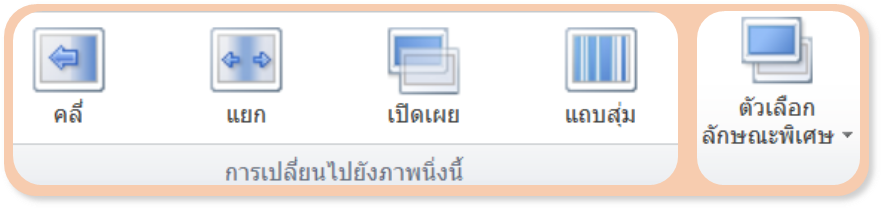 คลี่ แยก เปิดเผย แถบสุ่ม
การเปลี่ยนไปยังภาพนิ่งนี้
ตัวเลือก
ลักษณะพิเศษ